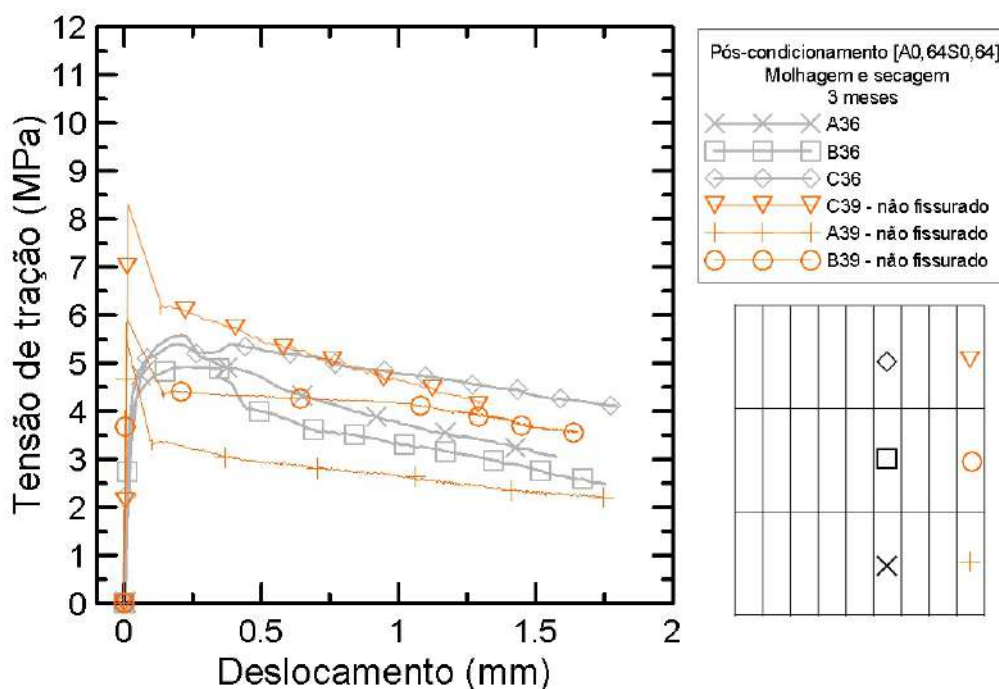 12
11
10
9
8
7
6
5
4
3
2
1
0
Tensão de tração (MPa)
0
0.5
1
1.5
2
Deslocamento (mm)
Pós-condicionamento [A0,64S0,64]
Molhagem e secagem
3 meses
A36
B36
C36
C39 - não fissurado
A39 - não fissurado
B39 - não fissurado